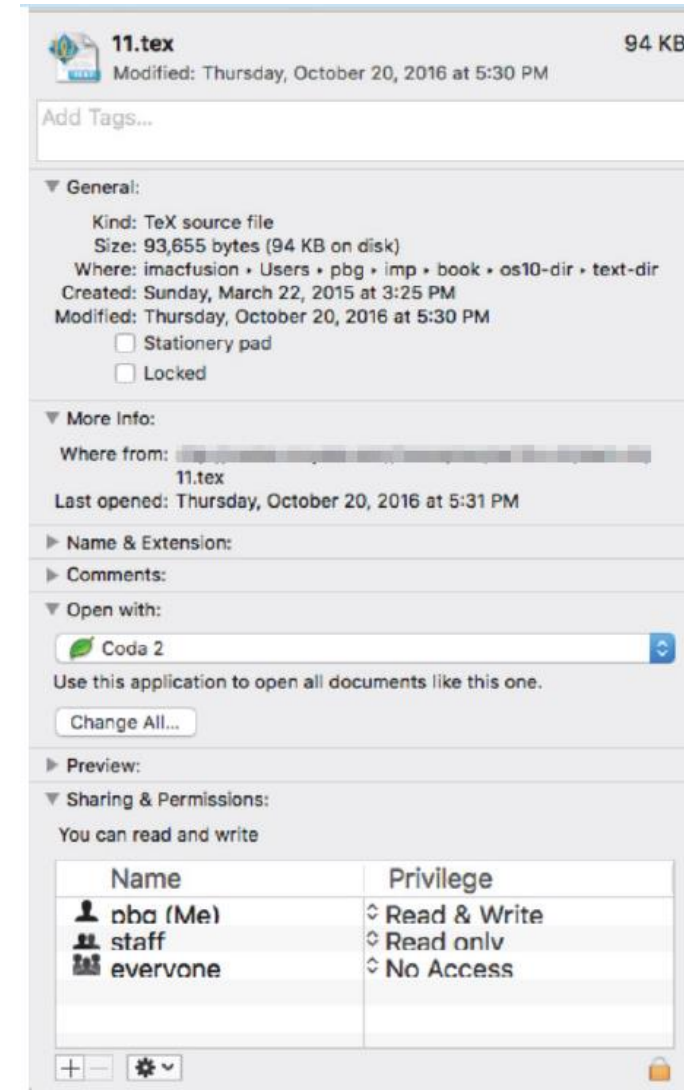 11.tex 94 KB
Modified: Thursday, October 20, 2016 at 5:30 PM
Add Tags...
General:
Kind: TeX source file
Size: 93,655 bytes (94 KB on disk)
Where: imacfusion ▸ Users ▸ pbg ▸ imp ▸ book ▸ os10-dir ▸ text-dir
Created: Sunday, March 22, 2015 at 3:25 PM
Modified: Thursday, October 20, 2016 at 5:30 PM
Stationery pad
Locked
More Info:
Where from:
11.tex
Last opened: Thursday, October 20, 2016 at 5:31 PM
Name & Extension:
Comments:
Open with:
Coda 2
Use this application to open all documents like this one.
Change All...
Preview:
Sharing & Permissions:
You can read and write
Name Privilege
pbg (Me) Read & Write
staff Read only
everyone No Access